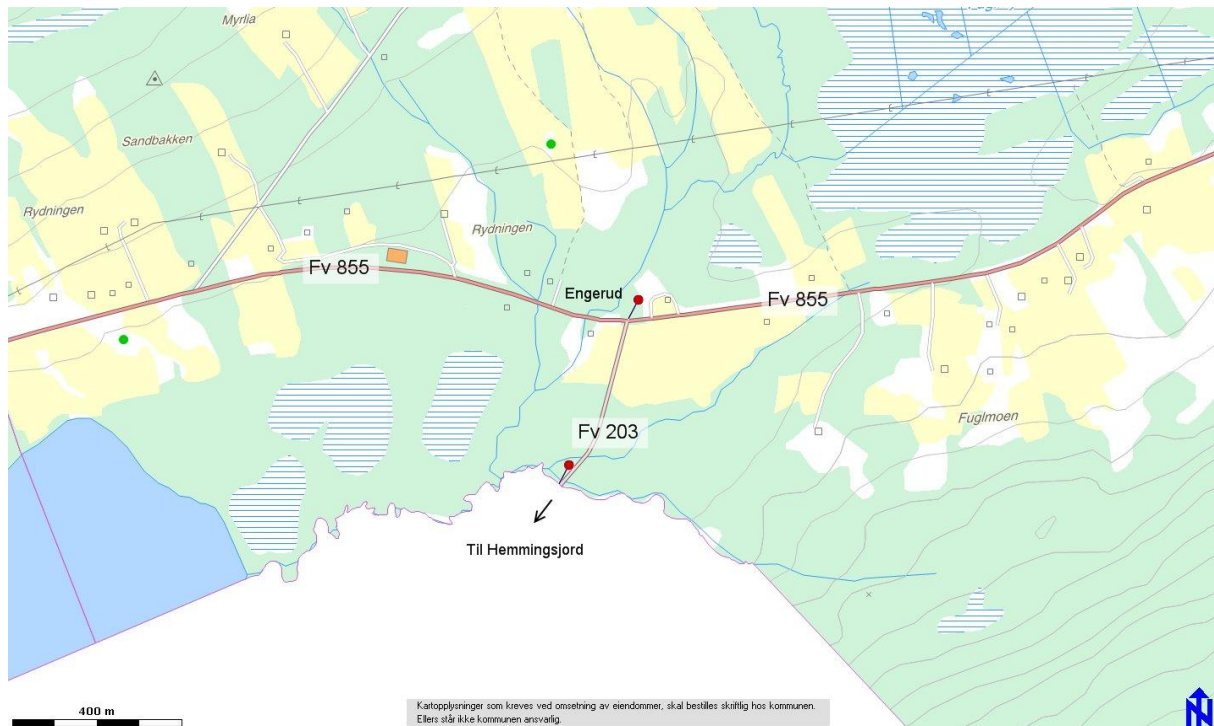 Myrlia
Sandbakken
Rydningen
Rydningen
Fv 855
Engerud
Fv 855
Fv 203
Fuglmoen
Til Hemmingsjord
400 m
Kartopplysninger som kreves ved omsetning av eiendommer, skal bestilles skriftlig hos kommunen.
Ellers står ikke kommunen ansvarlig.
N